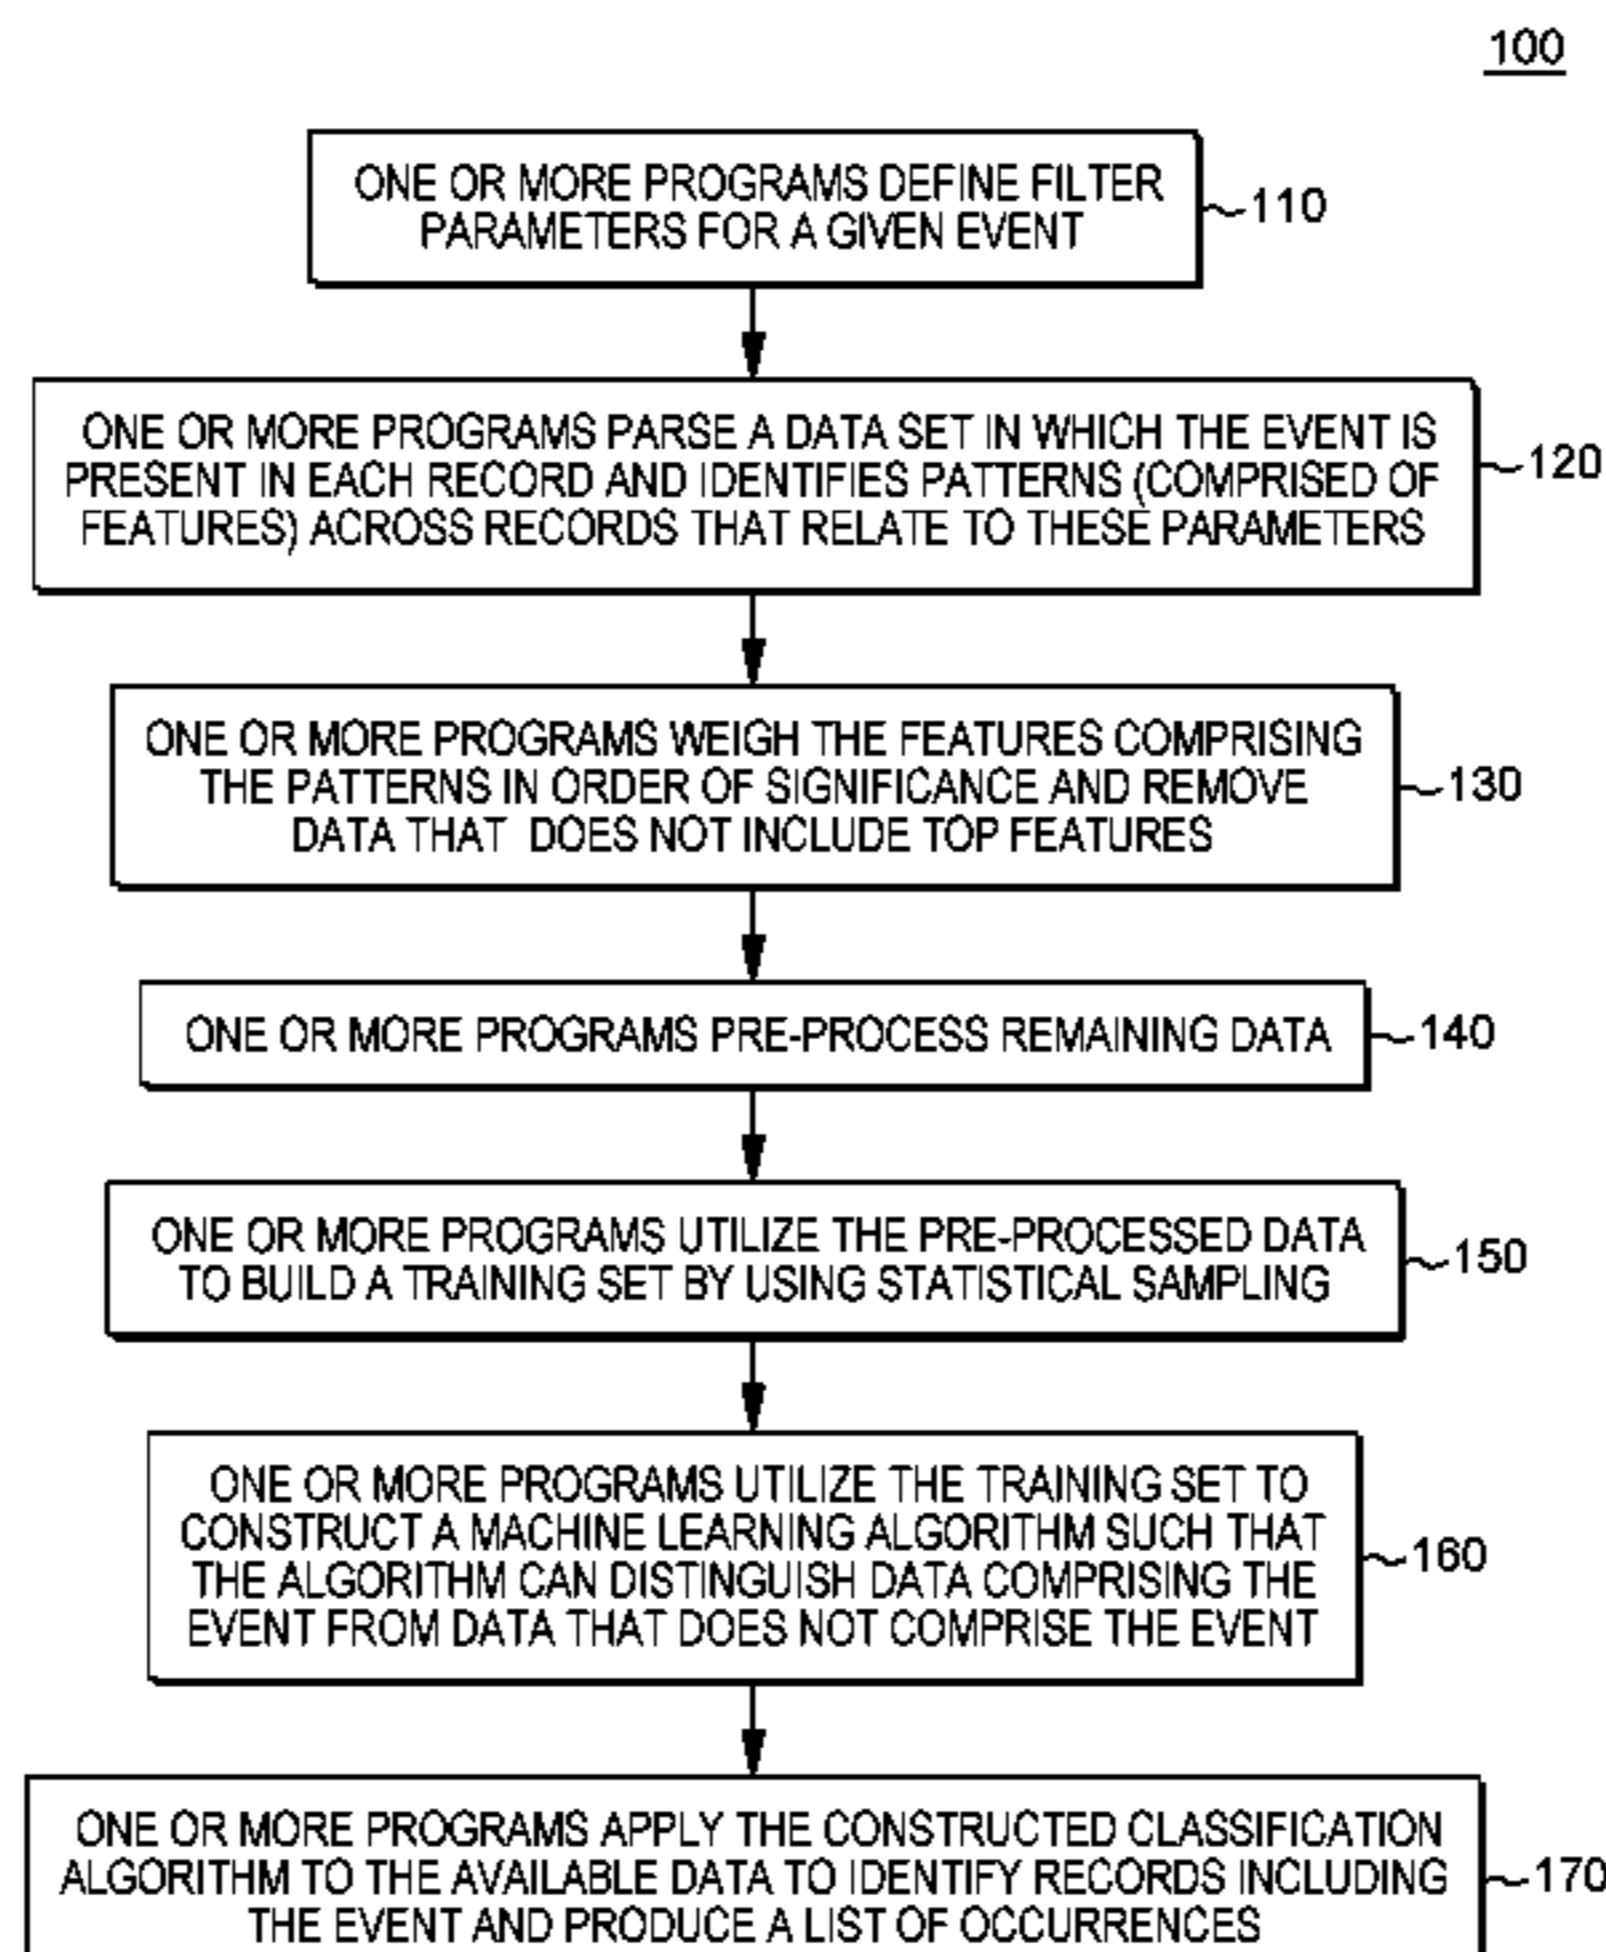 100
ONE OR MORE PROGRAMS DEFINE FILTER
PARAMETERS FOR A GIVEN EVENT
110
ONE OR MORE PROGRAMS PARSE A DATA SET IN WHICH THE EVENT IS
PRESENT IN EACH RECORD AND IDENTIFIES PATTERNS (COMPRISED OF
FEATURES) ACROSS RECORDS THAT RELATE TO THESE PARAMETERS
120
ONE OR MORE PROGRAMS WEIGH THE FEATURES COMPRISING
THE PATTERNS IN ORDER OF SIGNIFICANCE AND REMOVE
DATA THAT DOES NOT INCLUDE TOP FEATURES
130
ONE OR MORE PROGRAMS PRE-PROCESS REMAINING DATA
140
ONE OR MORE PROGRAMS UTILIZE THE PRE-PROCESSED DATA
TO BUILD A TRAINING SET BY USING STATISTICAL SAMPLING
150
ONE OR MORE PROGRAMS UTILIZE THE TRAINING SET TO
CONSTRUCT A MACHINE LEARNING ALGORITHM SUCH THAT
THE ALGORITHM CAN DISTINGUISH DATA COMPRISING THE
EVENT FROM DATA THAT DOES NOT COMPRISE THE EVENT
160
ONE OR MORE PROGRAMS APPLY THE CONSTRUCTED CLASSIFICATION
ALGORITHM TO THE AVAILABLE DATA TO IDENTIFY RECORDS INCLUDING
THE EVENT AND PRODUCE A LIST OF OCCURRENCES
170